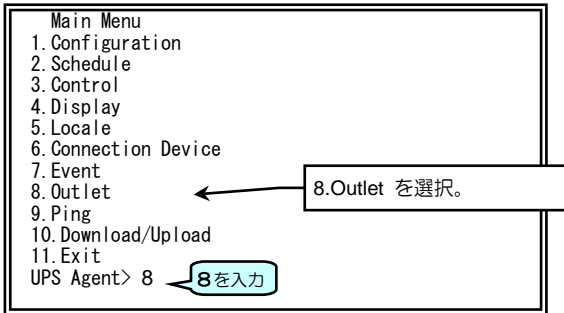 Main Menu
1.Configuration
2.Schedule
3.Control
4.Display
5.Locale
6.Connection Device
7.Event
8.Outlet
8.Outlet を選択。
9.Ping
10.Download/Upload
11.Exit
UPS Agent> 8
8を入力